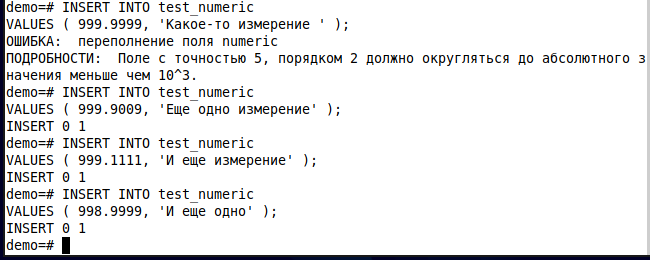 demo=# INSERT INTO test_numeric
VALUES ( 999.9999, 'Какое-то измерение ' );
ОШИБКА:  переполнение поля numeric
ПОДРОБНОСТИ:  Поле с точностью 5, порядком 2 должно округляться до абсолютного з
начения меньше чем 10^3.
demo=# INSERT INTO test_numeric
VALUES ( 999.9009, 'Еще одно измерение' );
INSERT 0 1
demo=# INSERT INTO test_numeric
VALUES ( 999.1111, 'И еще измерение' );
INSERT 0 1
demo=# INSERT INTO test_numeric
VALUES ( 998.9999, 'И еще одно' );
INSERT 0 1
demo=#